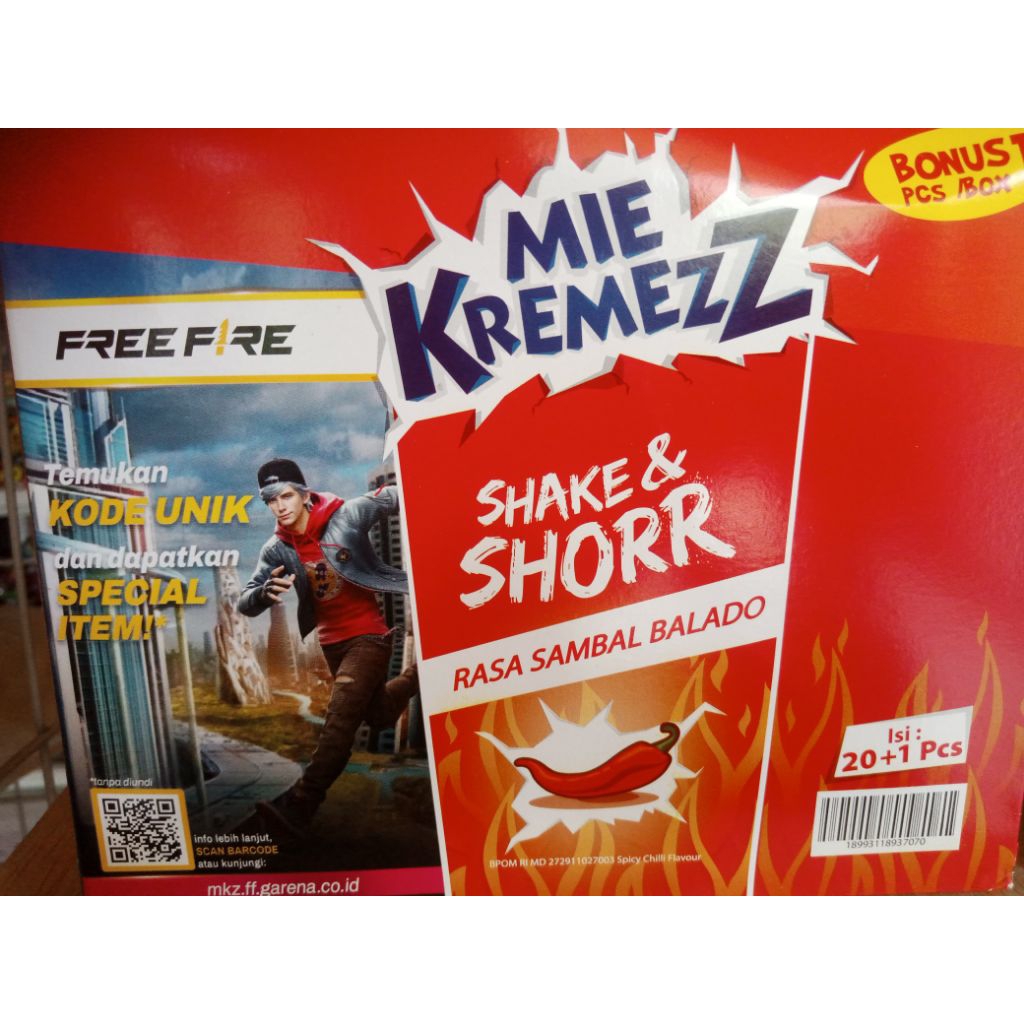 BONUS 1
PCS /BOX
MIE
KREMEZZ
FREE FIRE
Temukan
KODE UNIK
dan dapatkan
SPECIAL
ITEM!*
SHAKE &
SHORR
RASA SAMBAL BALADO
Isi :
20+1 Pcs
18993118937070
*tanpa diundi
info lebih lanjut,
SCAN BARCODE
atau kunjungi:
mkz.ff.garena.co.id
BPOM RI MD 272911027003 Spicy Chilli Flavour